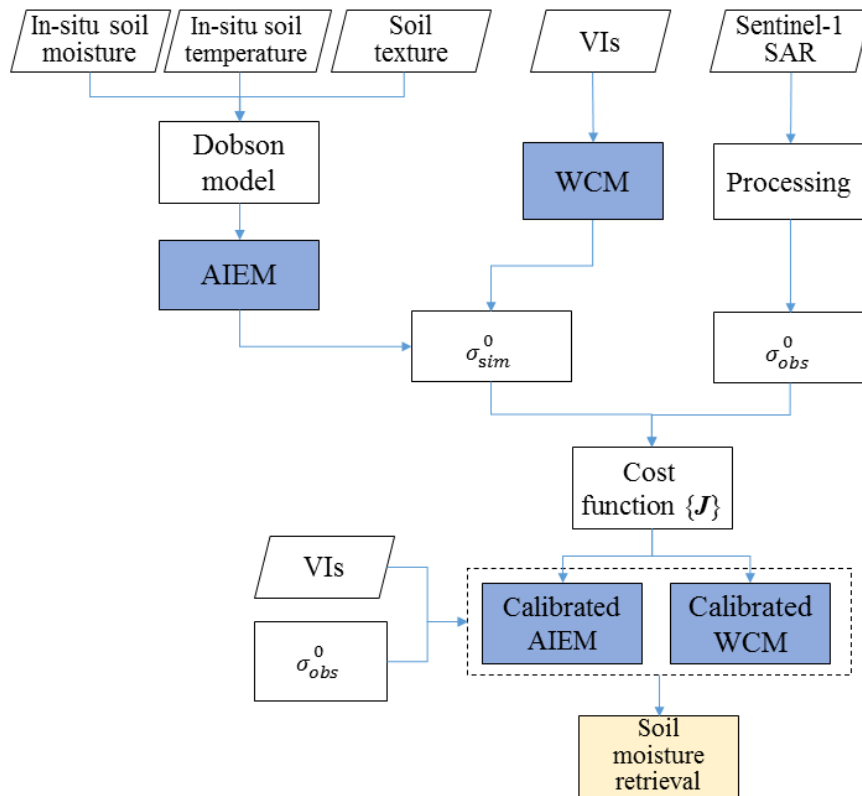 In-situ soil
moisture
In-situ soil
temperature
Soil
texture
VIs
Sentinel-1
SAR
Dobson
model
WCM
Processing
AIEM
σ⁰sim
σ⁰obs
Cost
function {J}
VIs
σ⁰obs
Calibrated
AIEM
Calibrated
WCM
Soil
moisture
retrieval